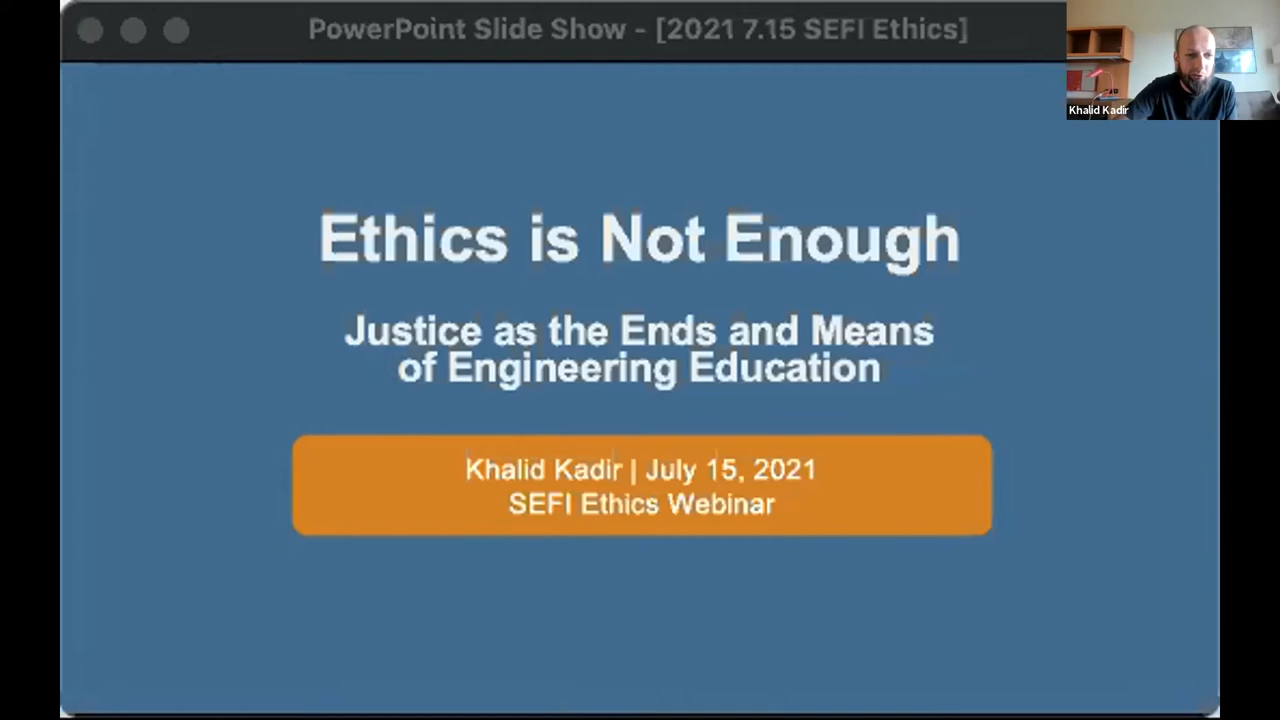 PowerPoint Slide Show - [2021 7.15 SEFI Ethics]
Khalid Kadir
Ethics is Not Enough
Justice as the Ends and Means
of Engineering Education
Khalid Kadir | July 15, 2021
SEFI Ethics Webinar